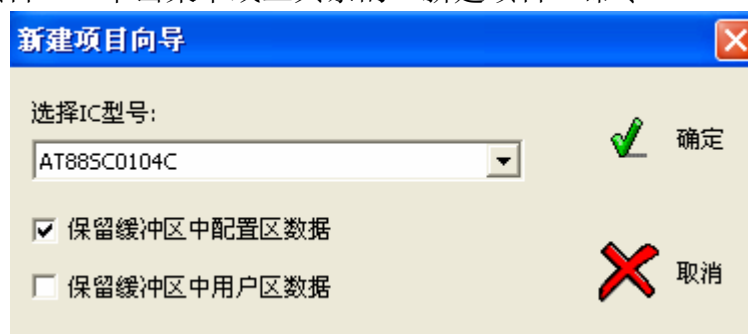 新建项目向导
选择IC型号:
AT88SC0104C
确定
保留缓冲区中配置区数据
保留缓冲区中用户区数据
取消